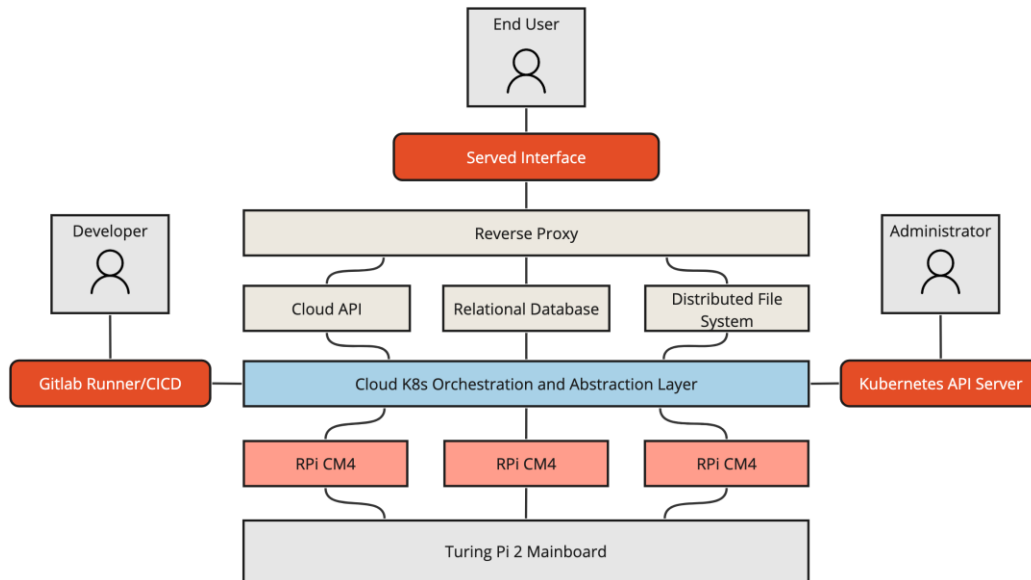 End User
Served Interface
Developer
Reverse Proxy
Administrator
Cloud API
Relational Database
Distributed File
System
Gitlab Runner/CICD
Cloud K8s Orchestration and Abstraction Layer
Kubernetes API Server
RPi CM4
RPi CM4
RPi CM4
Turing Pi 2 Mainboard